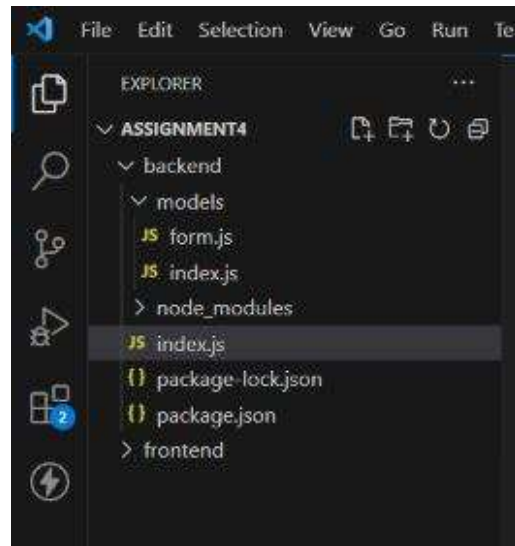 File Edit Selection View Go Run Te
EXPLORER ...
ASSIGNMENT4
backend
models
JS form.js
JS index.js
node_modules
JS index.js
{} package-lock.json
{} package.json
2
frontend